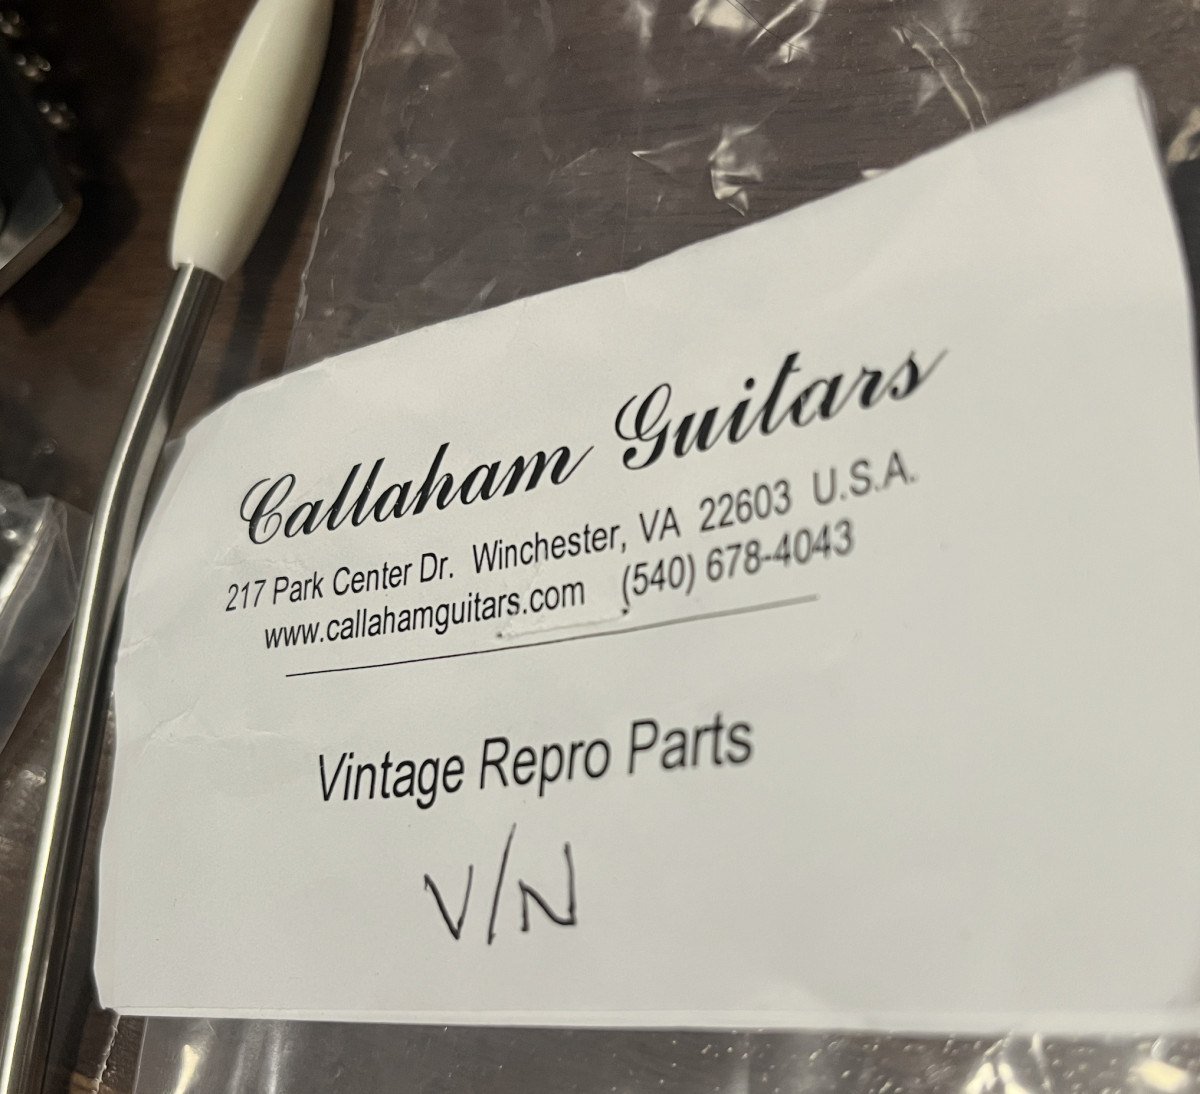 Callaham Guitars
217 Park Center Dr. Winchester, VA 22603 U.S.A.
www.callahamguitars.com (540) 678-4043
Vintage Repro Parts
V/N